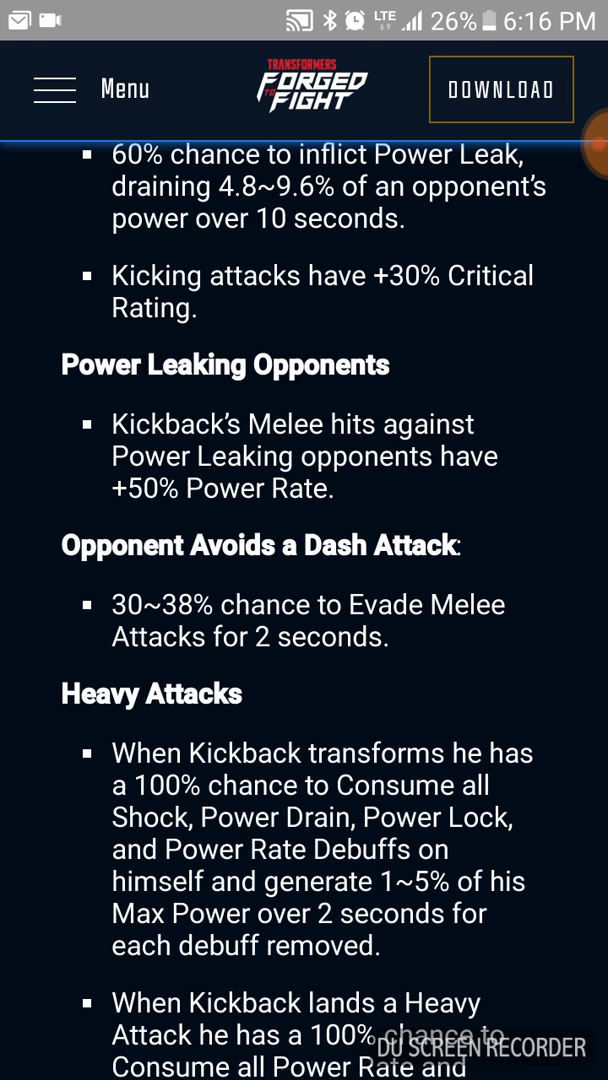 LTE 26% 6:16 PM
Menu
TRANSFORMERS
FORGED
TO
FIGHT
DOWNLOAD
▪ 60% chance to inflict Power Leak,
draining 4.8~9.6% of an opponent’s
power over 10 seconds.
▪ Kicking attacks have +30% Critical
Rating.
Power Leaking Opponents
▪ Kickback’s Melee hits against
Power Leaking opponents have
+50% Power Rate.
Opponent Avoids a Dash Attack:
▪ 30~38% chance to Evade Melee
Attacks for 2 seconds.
Heavy Attacks
▪ When Kickback transforms he has
a 100% chance to Consume all
Shock, Power Drain, Power Lock,
and Power Rate Debuffs on
himself and generate 1~5% of his
Max Power over 2 seconds for
each debuff removed.
▪ When Kickback lands a Heavy
Attack he has a 100% chance to
DU SCREEN RECORDER
Consume all Power Rate and